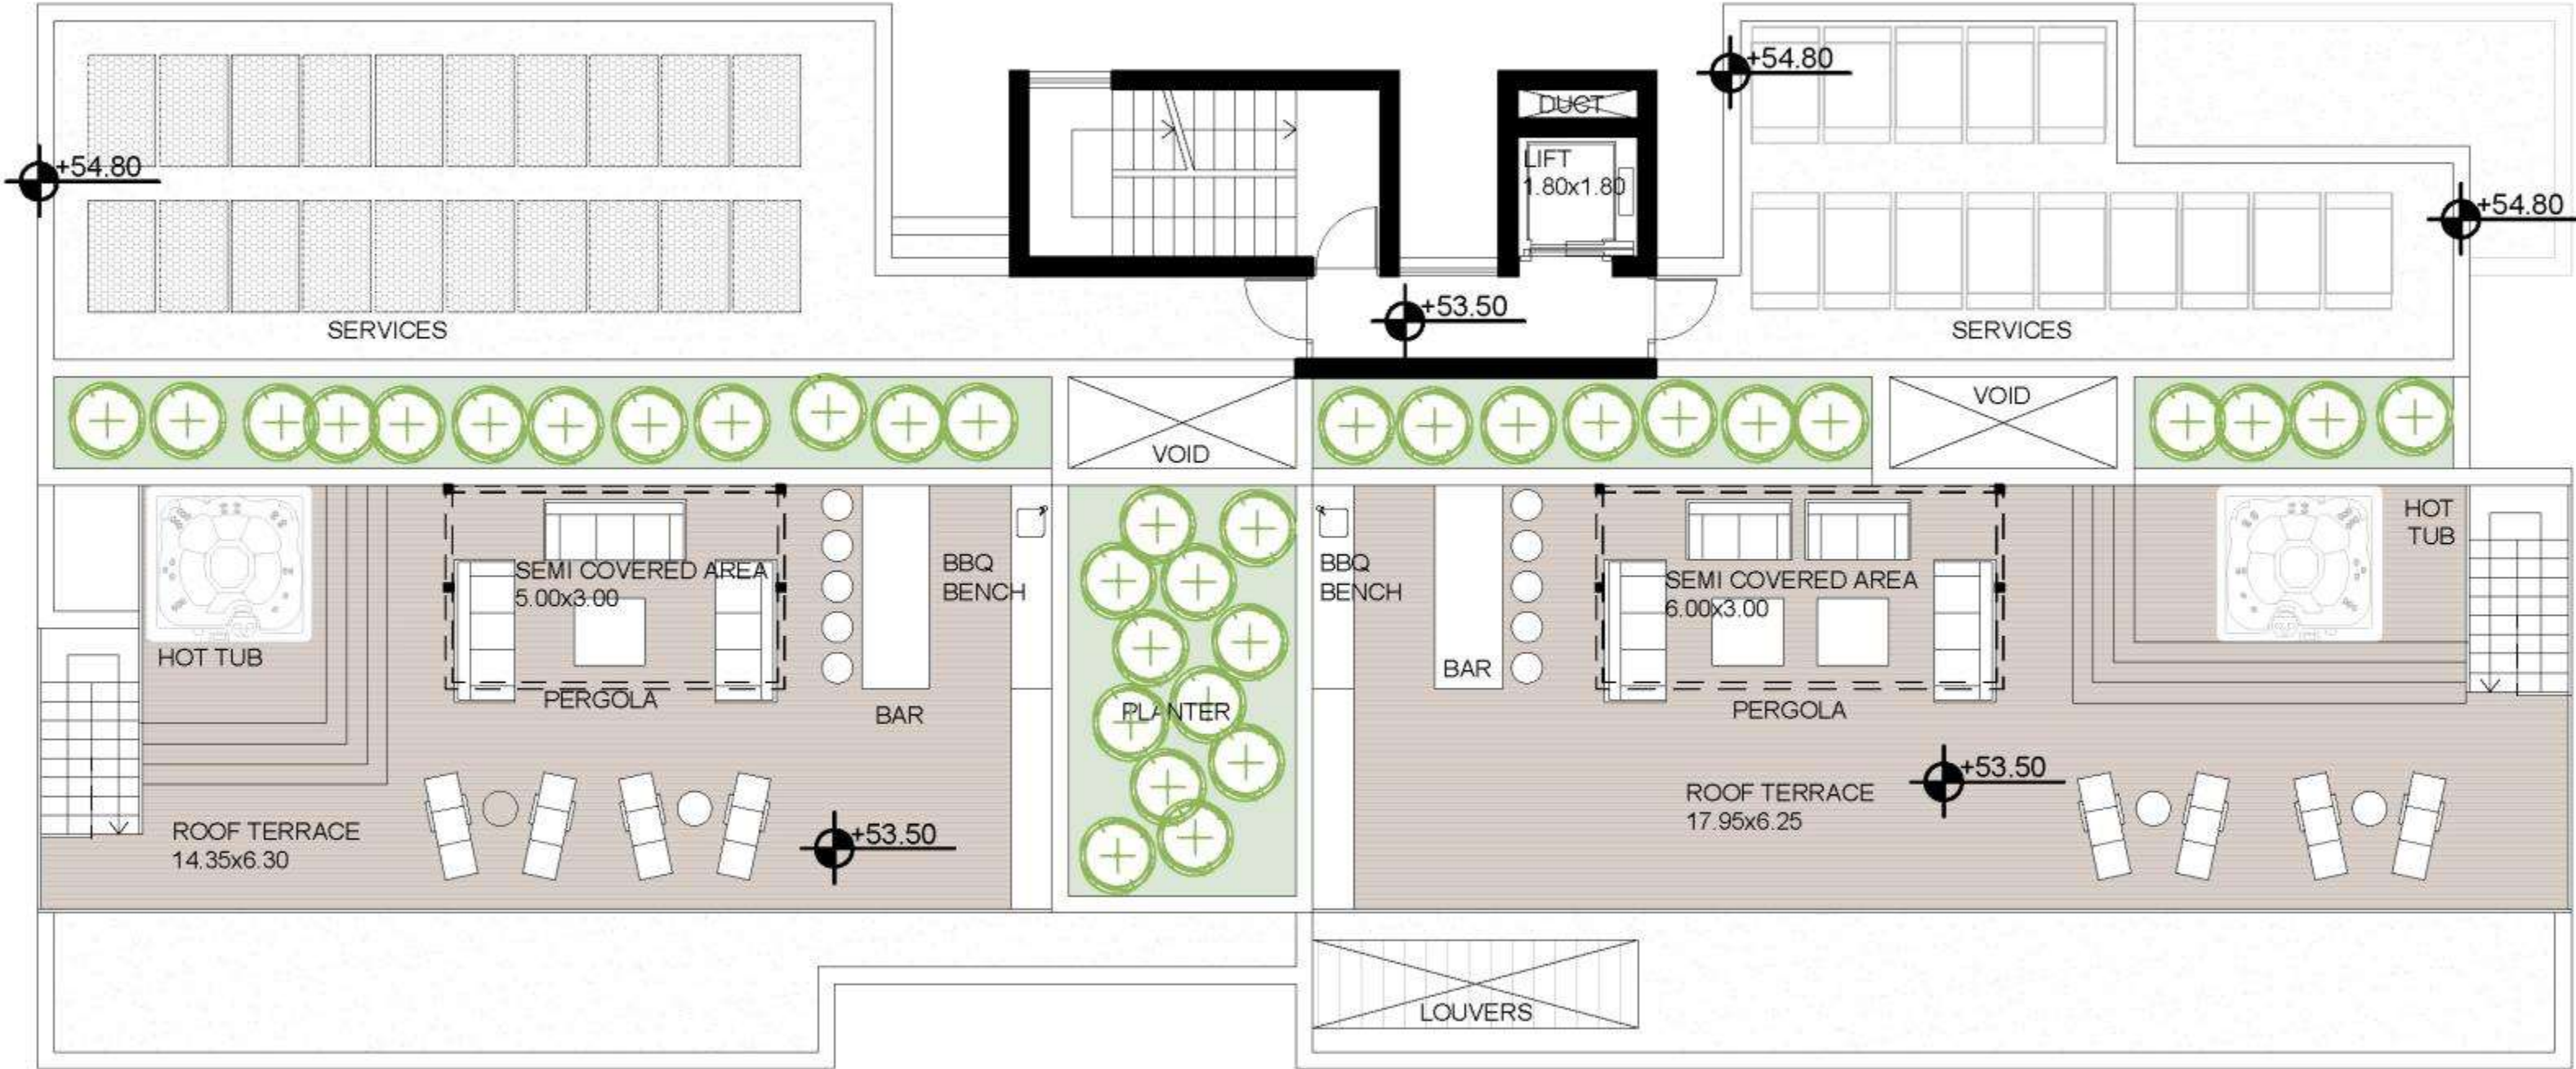 +54.80
DUCT
LIFT
1.80x1.80
+54.80
+54.80
SERVICES
+53.50
SERVICES
VOID
VOID
HOT TUB
SEMI COVERED AREA
5.00x3.00
PERGOLA
BBQ
BENCH
BAR
PLANTER
BBQ
BENCH
BAR
SEMI COVERED AREA
6.00x3.00
PERGOLA
HOT
TUB
ROOF TERRACE
14.35x6.30
+53.50
ROOF TERRACE
17.95x6.25
+53.50
LOUVERS